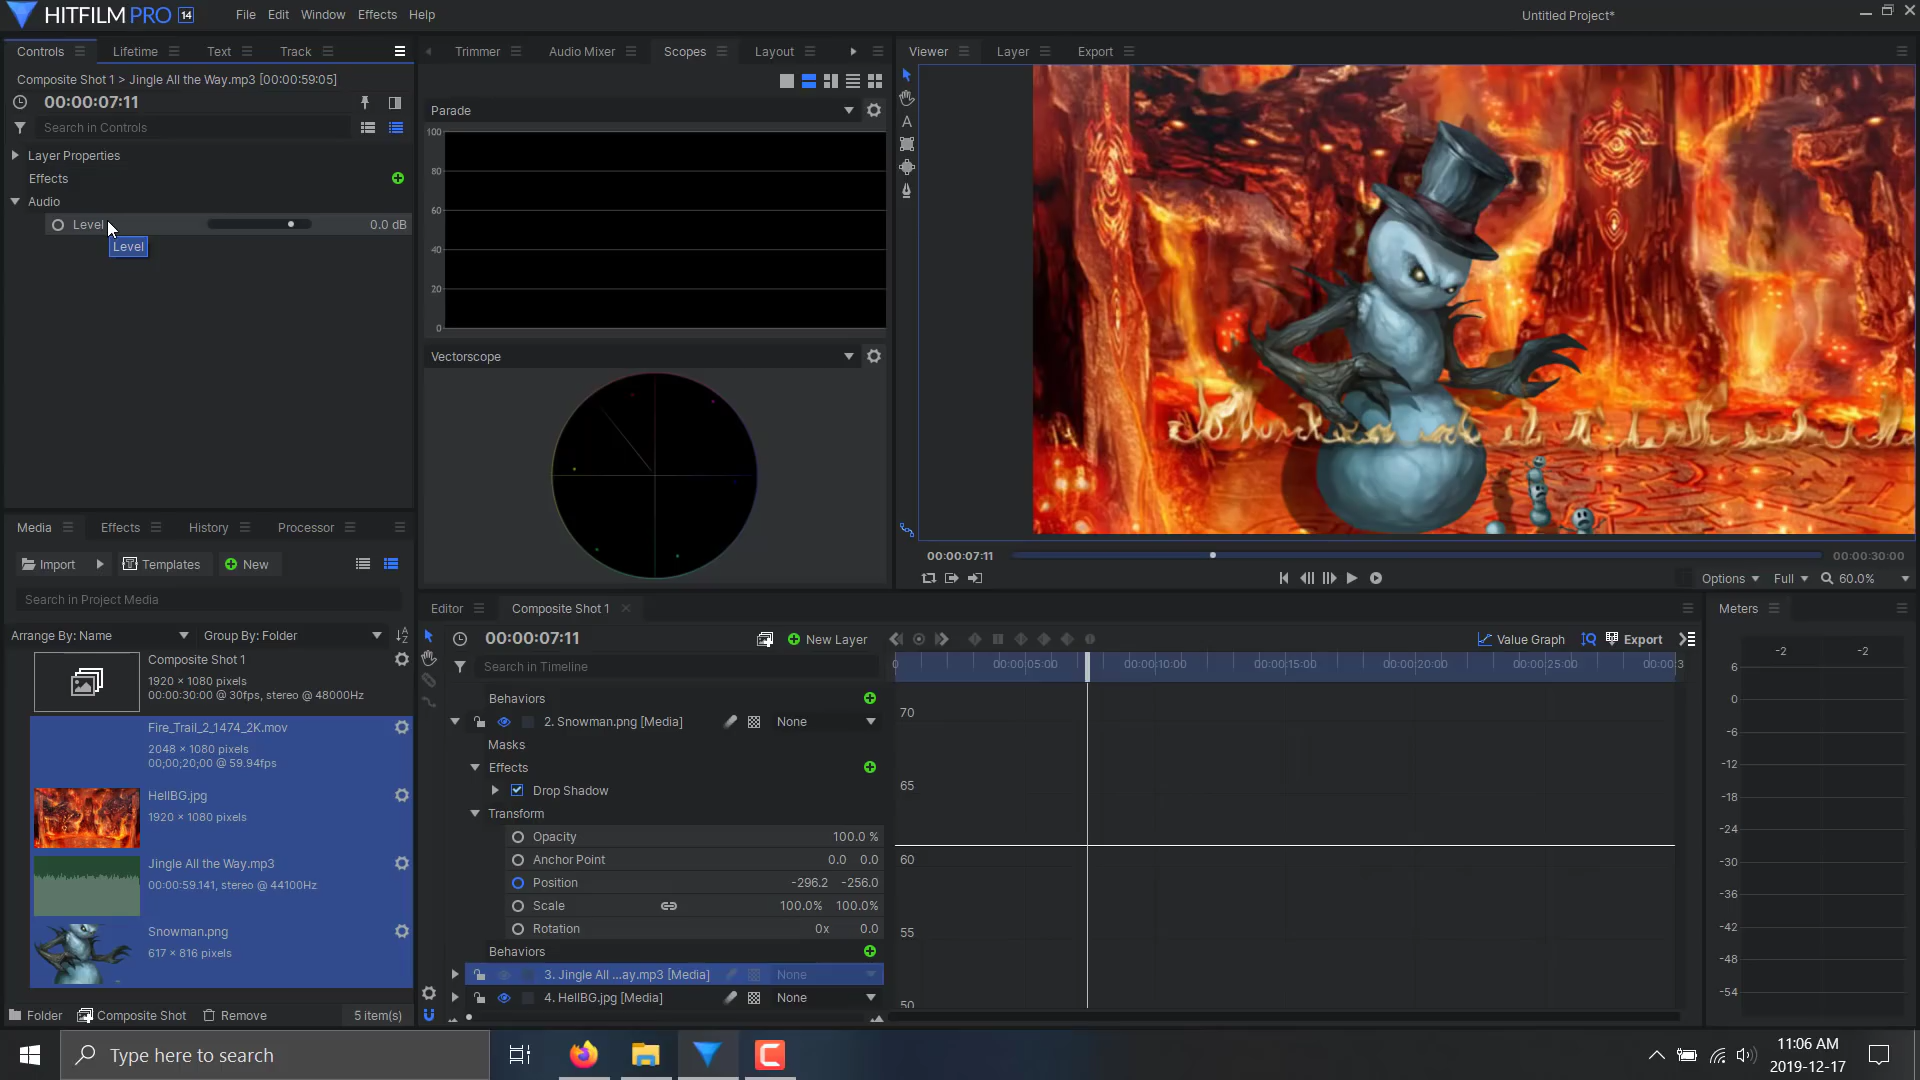 HITFILM PRO 14
File Edit Window Effects Help
Untitled Project*
Controls Lifetime Text Track
Trimmer Audio Mixer Scopes Layout
Viewer Layer Export
Composite Shot 1 > Jingle All the Way.mp3 [00:00:59:05]
00:00:07:11
Search in Controls
Layer Properties
Effects
Audio
Level 0.0 dB
Level
Parade
100
80
60
40
20
0
Vectorscope
00:00:07:11 00:00:30:00
Options Full 60.0%
Media Effects History Processor
Import Templates New
Search in Project Media
Arrange By: Name Group By: Folder
Composite Shot 1
1920 × 1080 pixels
00:00:30:00 @ 30fps, stereo @ 48000Hz
Fire_Trail_2_1474_2K.mov
2048 × 1080 pixels
00;00;20;00 @ 59.94fps
HellBG.jpg
1920 × 1080 pixels
Jingle All the Way.mp3
00:00:59.141, stereo @ 44100Hz
Snowman.png
617 × 816 pixels
Folder Composite Shot Remove 5 item(s)
Editor Composite Shot 1
00:00:07:11 New Layer
Value Graph Export
Search in Timeline
0 00:00:05:00 00:00:10:00 00:00:15:00 00:00:20:00 00:00:25:00 00:00:3
Behaviors
2. Snowman.png [Media] None
Masks
Effects
Drop Shadow
Transform
Opacity 100.0 %
Anchor Point 0.0 0.0
Position -296.2 -256.0
Scale 100.0% 100.0%
Rotation 0x 0.0
Behaviors
3. Jingle All ...ay.mp3 [Media] None
4. HellBG.jpg [Media] None
70
65
60
55
50
Meters
-2 -2
6
0
-6
-12
-18
-24
-30
-36
-42
-48
-54
Type here to search
11:06 AM
2019-12-17